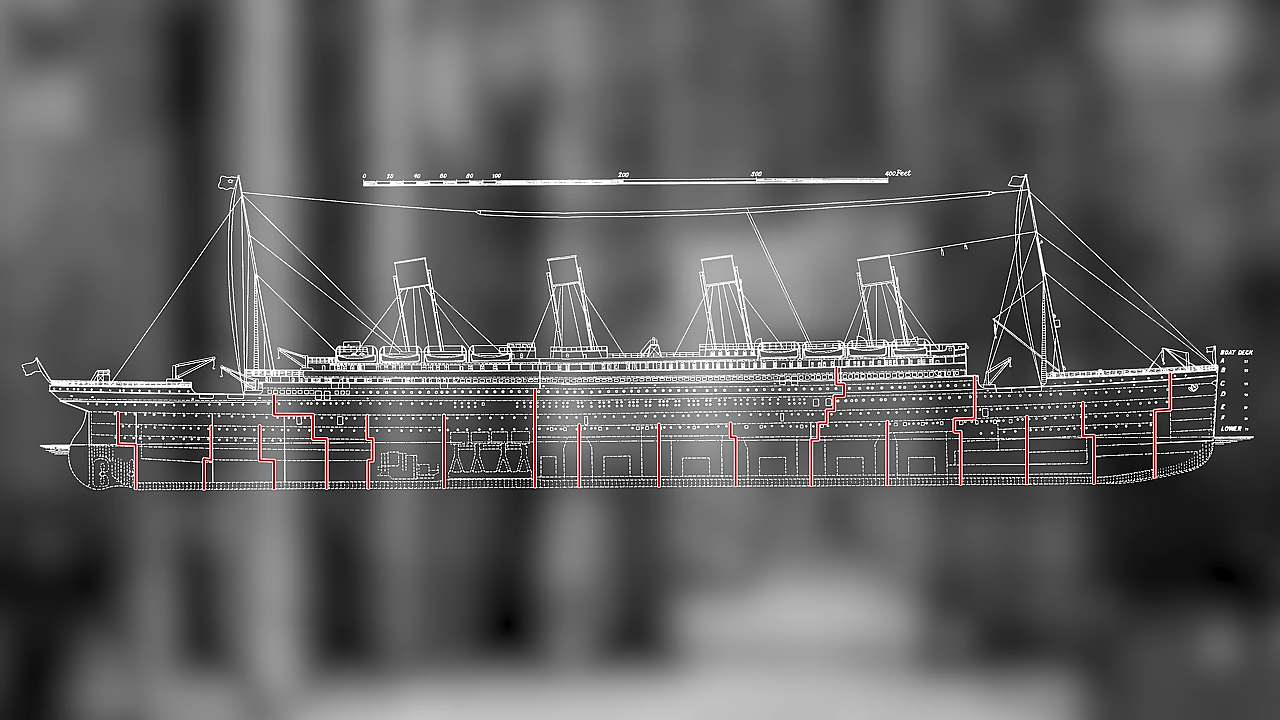 0 20 40 60 80 100 200 300 400 Feet
BOAT DECK
A "
B "
C "
D "
E "
F "
LOWER "